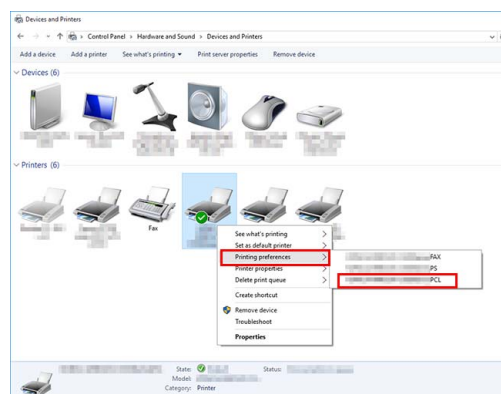 Devices and Printers
Control Panel > Hardware and Sound > Devices and Printers
Add a device Add a printer See what's printing Print server properties Remove device
Devices (6)
Printers (6)
Fax
See what's printing
Set as default printer
Printing preferences
FAX
Printer properties
PS
Delete print queue
PCL
Create shortcut
Remove device
Troubleshoot
Properties
State: Status:
Model:
Category: Printer